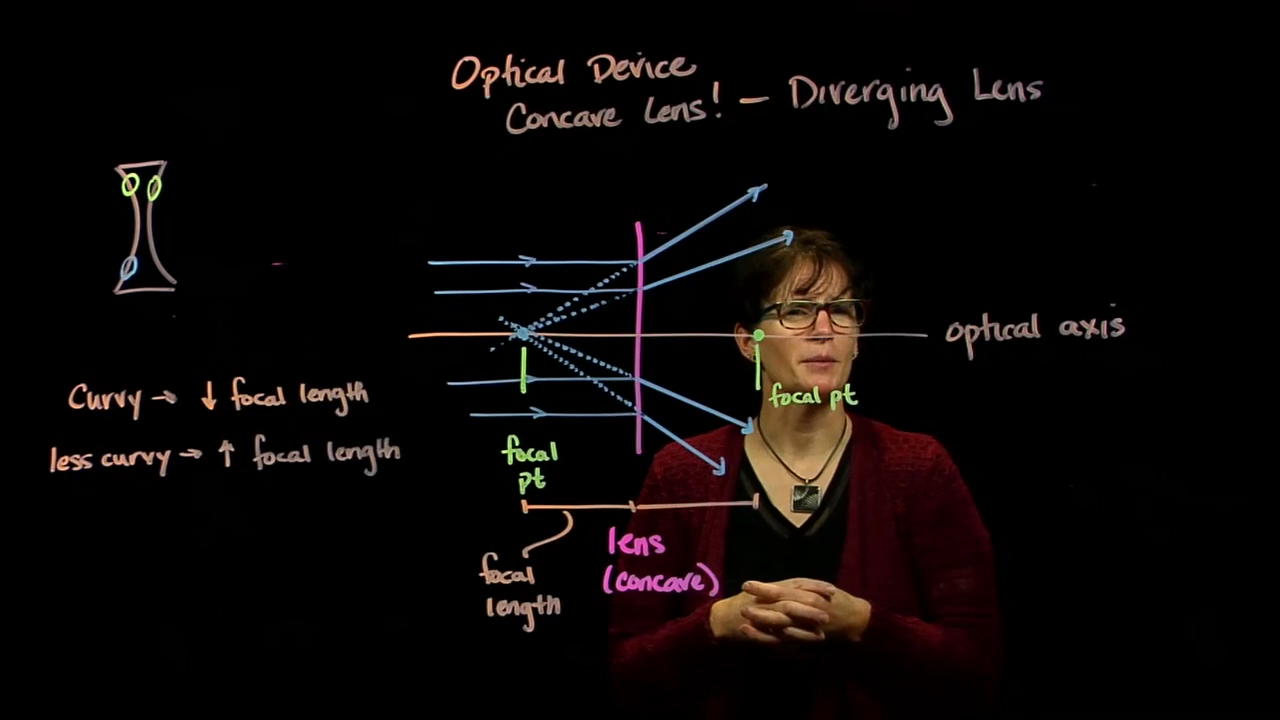 Optical Device
Concave Lens! — Diverging Lens
optical axis
Curvy → ↓ focal length
less curvy → ↑ focal length
focal pt
focal
pt
lens
(concave)
focal
length